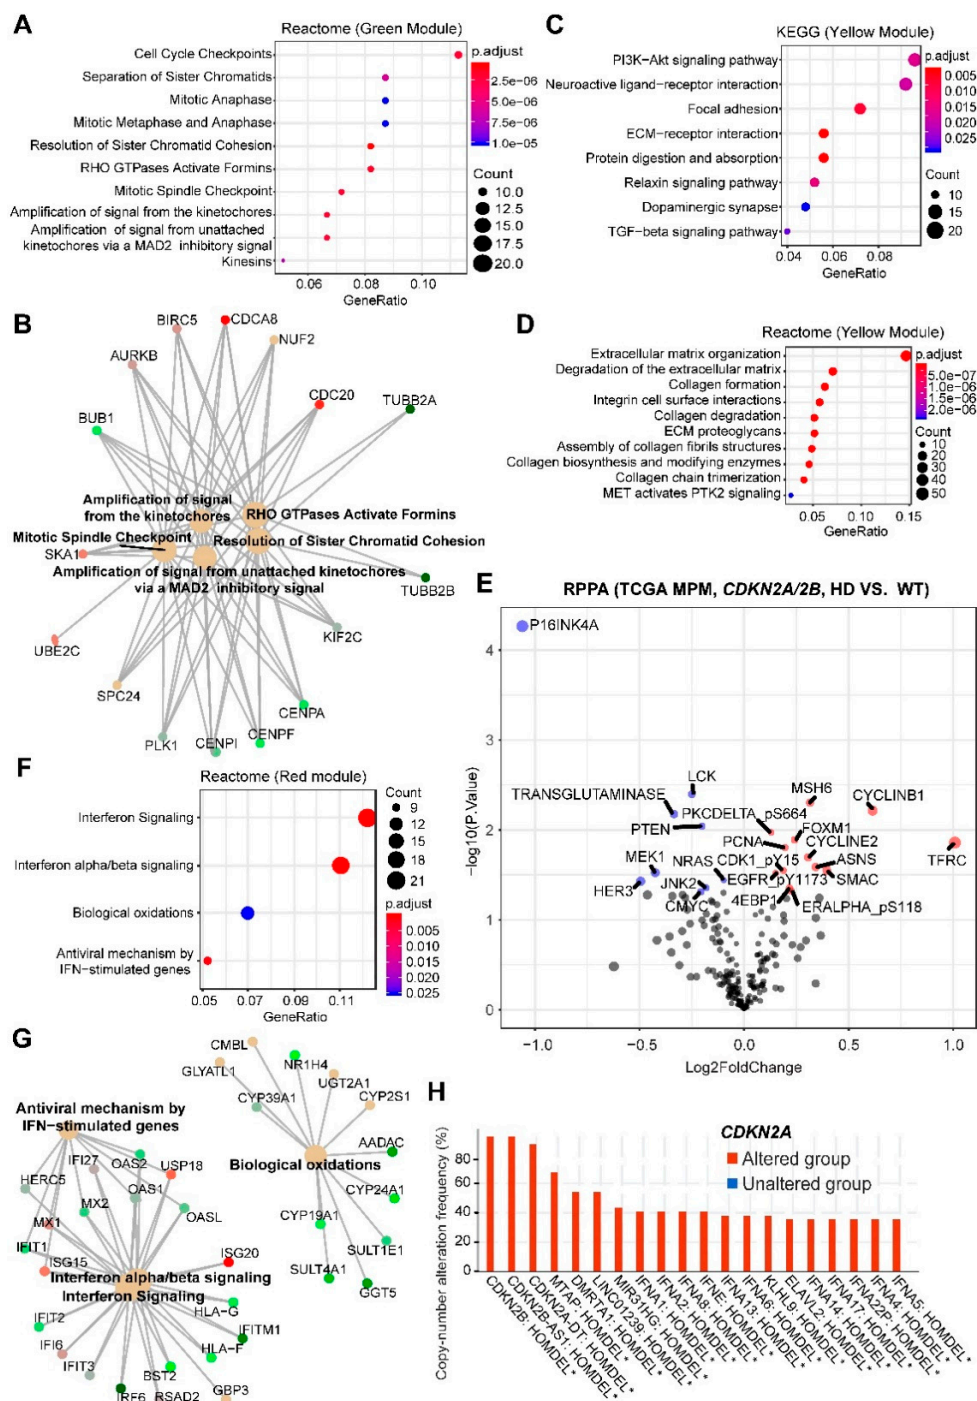 A
Reactome (Green Module)
Cell Cycle Checkpoints
Separation of Sister Chromatids
Mitotic Anaphase
Mitotic Metaphase and Anaphase
Resolution of Sister Chromatid Cohesion
RHO GTPases Activate Formins
Mitotic Spindle Checkpoint
Amplification of signal from the kinetochores
Amplification of signal from unattached
kinetochores via a MAD2 inhibitory signal
Kinesins
0.06 0.08 0.10
GeneRatio
p.adjust
2.5e-06
5.0e-06
7.5e-06
1.0e-05
Count
10.0
12.5
15.0
17.5
20.0
C
KEGG (Yellow Module)
PI3K-Akt signaling pathway
Neuroactive ligand-receptor interaction
Focal adhesion
ECM-receptor interaction
Protein digestion and absorption
Relaxin signaling pathway
Dopaminergic synapse
TGF-beta signaling pathway
0.04 0.06 0.08
GeneRatio
p.adjust
0.005
0.010
0.015
0.020
0.025
Count
10
15
20
B
BIRC5
CDCA8
NUF2
AURKB
CDC20
TUBB2A
BUB1
Amplification of signal
from the kinetochores
RHO GTPases Activate Formins
Mitotic Spindle Checkpoint
Resolution of Sister Chromatid Cohesion
SKA1
Amplification of signal from unattached kinetochores
via a MAD2 inhibitory signal
TUBB2B
KIF2C
UBE2C
SPC24
CENPA
PLK1
CENPI
CENPF
D
Reactome (Yellow Module)
Extracellular matrix organization
Degradation of the extracellular matrix
Collagen formation
Integrin cell surface interactions
Collagen degradation
ECM proteoglycans
Assembly of collagen fibrils structures
Collagen biosynthesis and modifying enzymes
Collagen chain trimerization
MET activates PTK2 signaling
0.05 0.10 0.15
GeneRatio
p.adjust
5.0e-07
1.0e-06
1.5e-06
2.0e-06
Count
10
20
30
40
50
E
RPPA (TCGA MPM, CDKN2A/2B, HD VS. WT)
P16INK4A
LCK
MSH6
TRANSGLUTAMINASE
CYCLINB1
PKCDELTA_pS664
PTEN
FOXM1
PCNA
CYCLINE2
TFRC
MEK1
NRAS
CDK1_pY15
ASNS
HER3
JNK2
EGFR_pY1173
SMAC
CMYC
4EBP1
ERALPHA_pS118
-log10(P.Value)
4
3
2
1
0
-1.0 -0.5 0.0 0.5 1.0
Log2FoldChange
F
Reactome (Red module)
Interferon Signaling
Interferon alpha/beta signaling
Biological oxidations
Antiviral mechanism by
IFN-stimulated genes
0.05 0.07 0.09 0.11
GeneRatio
Count
9
12
15
18
21
p.adjust
0.005
0.010
0.015
0.020
0.025
G
CMBL
NR1H4
GLYATL1
UGT2A1
CYP39A1
CYP2S1
AADAC
Biological oxidations
CYP24A1
CYP19A1
SULT1E1
SULT4A1
GGT5
Antiviral mechanism by
IFN-stimulated genes
IFI27
OAS2
USP18
HERC5
OAS1
MX2
OASL
MX1
IFIT1
ISG15
ISG20
Interferon alpha/beta signaling
Interferon Signaling
HLA-G
IFIT2
IFITM1
IFI6
HLA-F
IFIT3
BST2
GBP3
IRF6
RSAD2
H
CDKN2A
Altered group
Unaltered group
Copy-number alteration frequency (%)
80
60
40
20
0
CDKN2B: HOMDEL*
CDKN2B-AS1: HOMDEL*
CDKN2A-DT: HOMDEL*
MTAP: HOMDEL*
DMRTA1: HOMDEL*
LINC01239: HOMDEL*
MIR31HG: HOMDEL*
IFNA1: HOMDEL*
IFNA2: HOMDEL*
IFNA8: HOMDEL*
IFNE: HOMDEL*
IFNA13: HOMDEL*
IFNA6: HOMDEL*
KLHL9: HOMDEL*
ELAVL2: HOMDEL*
IFNA14: HOMDEL*
IFNA17: HOMDEL*
IFNA22P: HOMDEL*
IFNA4: HOMDEL*
IFNA5: HOMDEL*